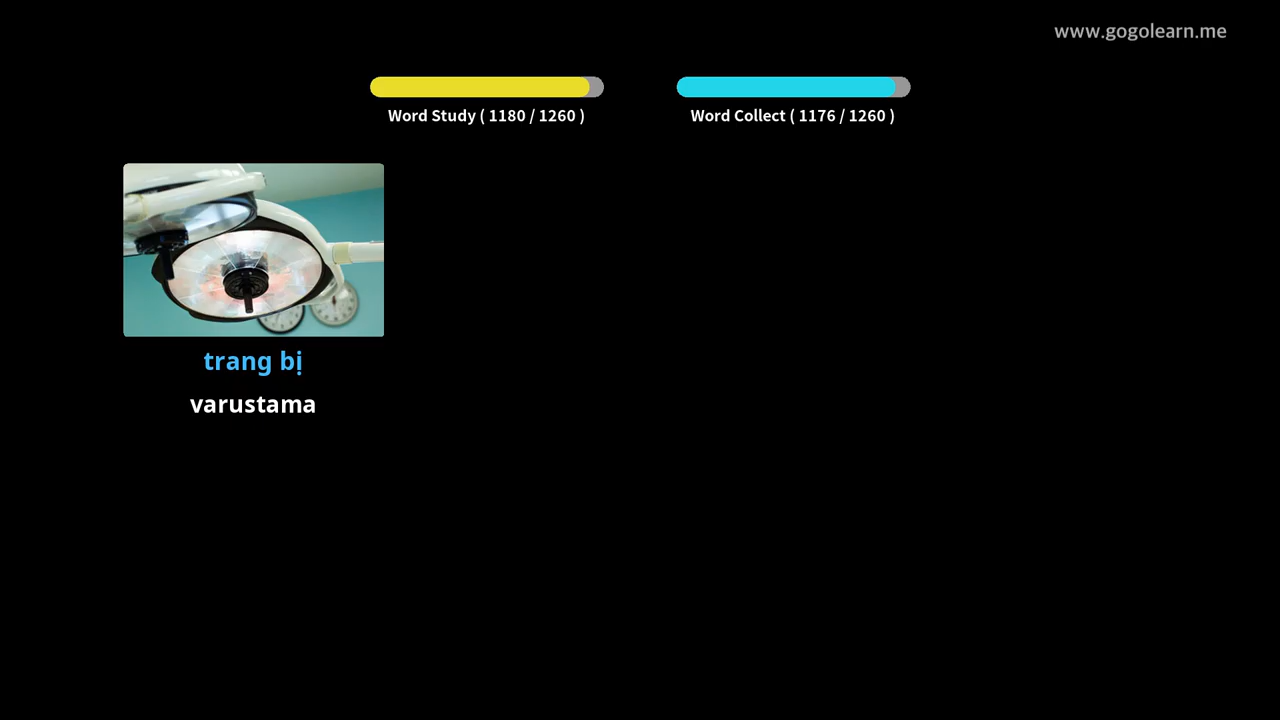 www.gogolearn.me
Word Study ( 1180 / 1260 )
Word Collect ( 1176 / 1260 )
trang bị
varustama